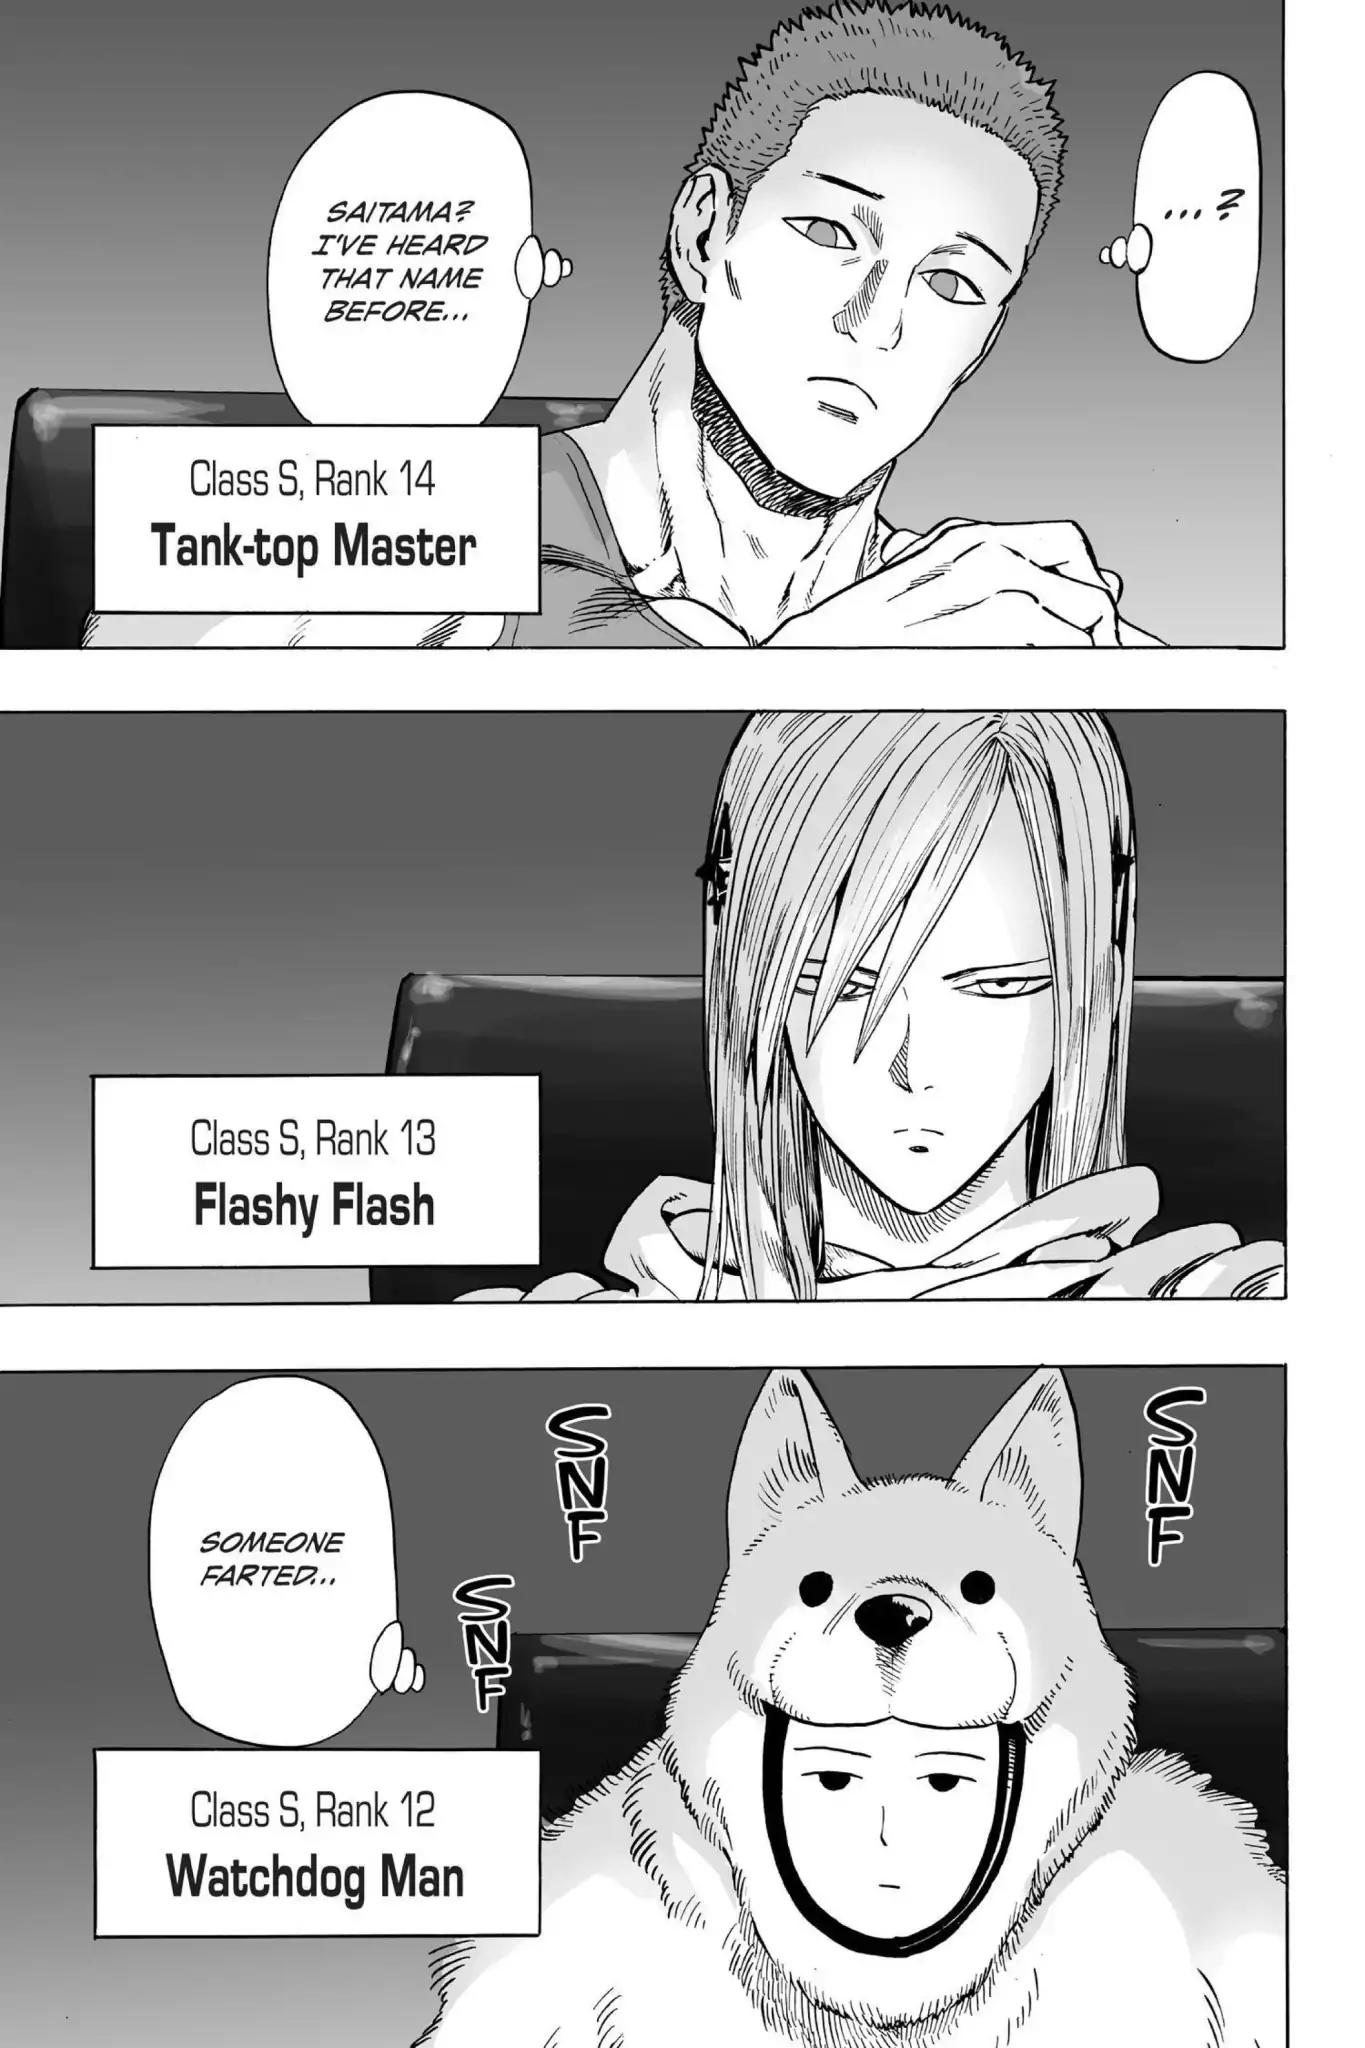 ...?
SAITAMA?
I'VE HEARD
THAT NAME
BEFORE...
Class S, Rank 14
Tank-top Master
Class S, Rank 13
Flashy Flash
SNF
SNF
SNF
SOMEONE
FARTED...
Class S, Rank 12
Watchdog Man